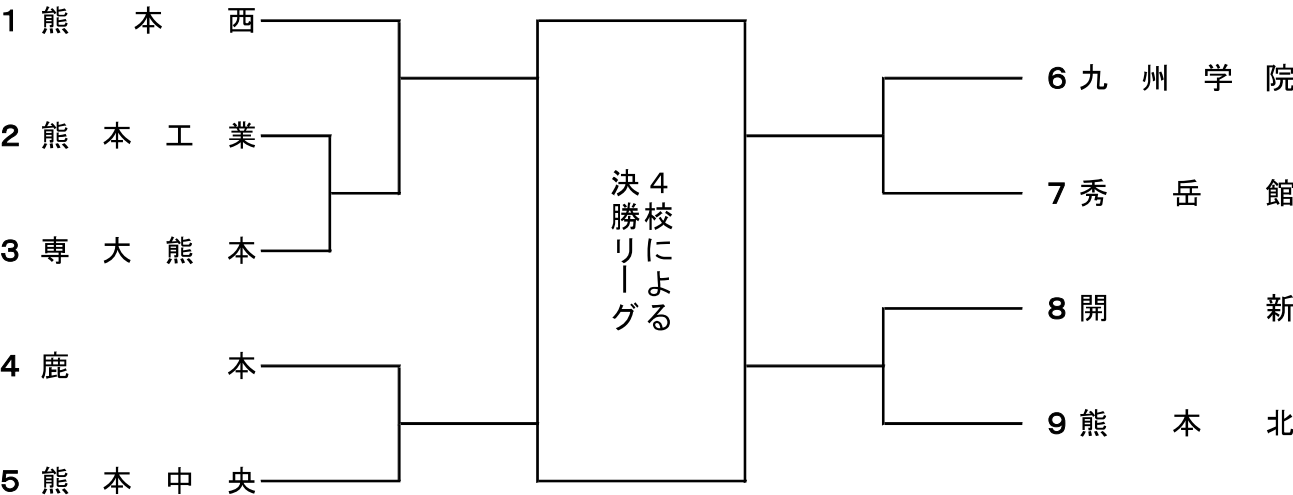 1 熊本西
2 熊本工業
3 専大熊本
4 鹿本
5 熊本中央
4校による
決勝リーグ
6 九州学院
7 秀岳館
8 開新
9 熊本北